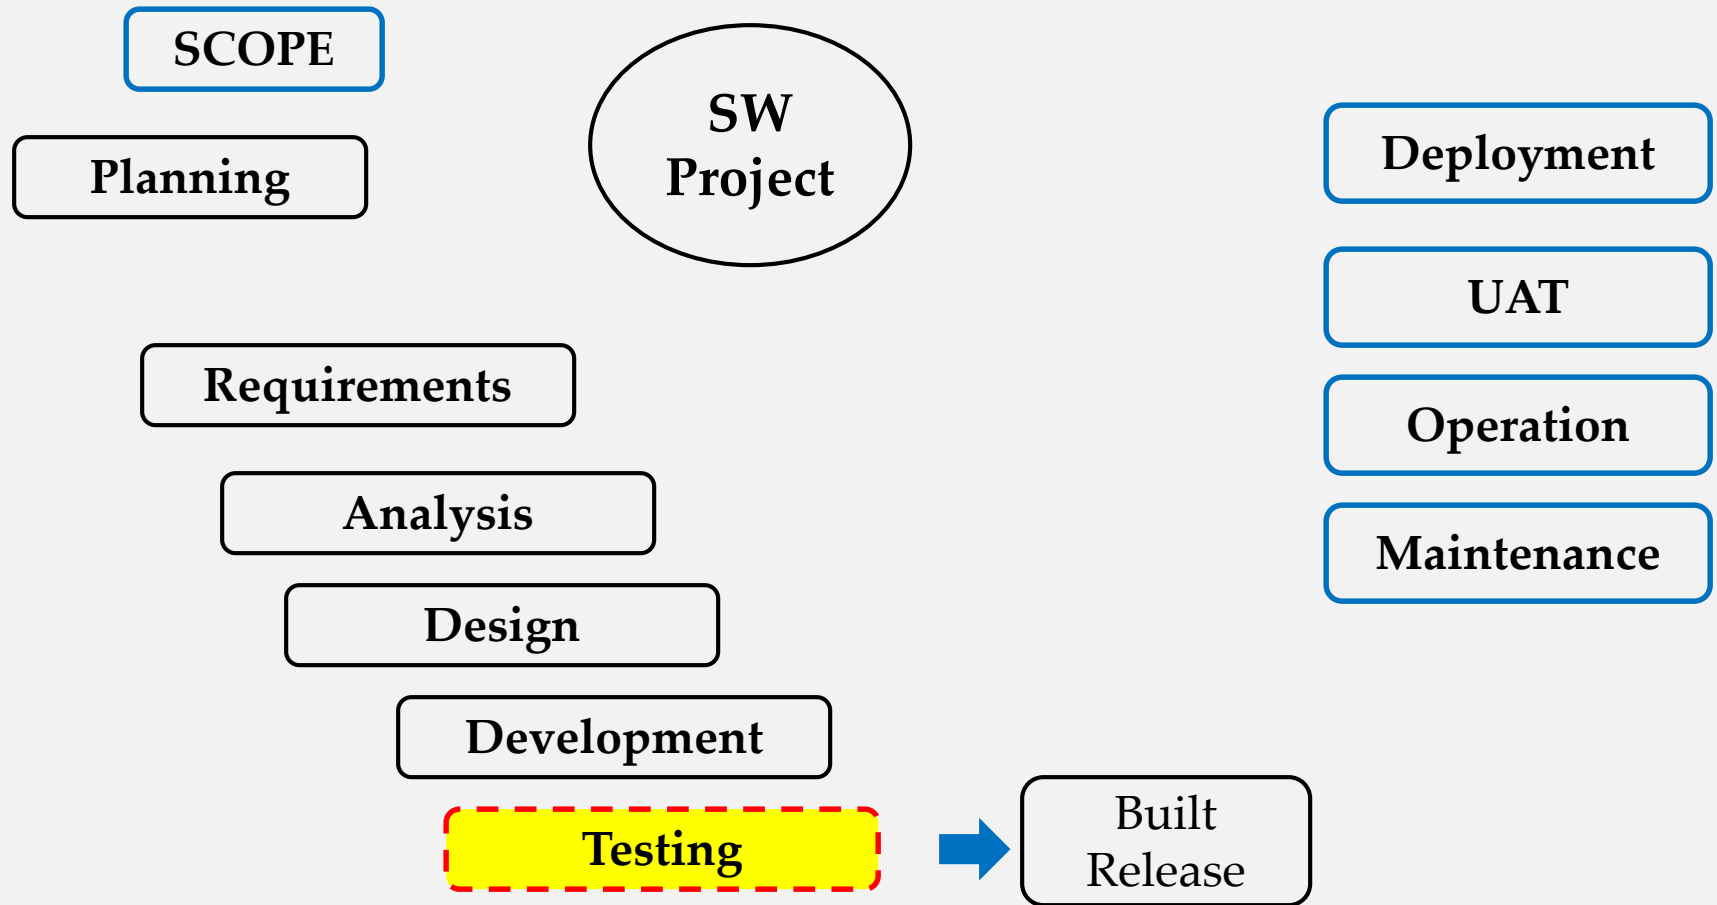 SCOPE
Planning
SW
Project
Requirements
Analysis
Design
Development
Testing
Built
Release
Deployment
UAT
Operation
Maintenance